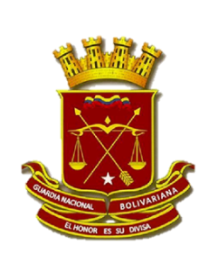 GUARDIA NACIONAL BOLIVARIANA
EL HONOR ES SU DIVISA